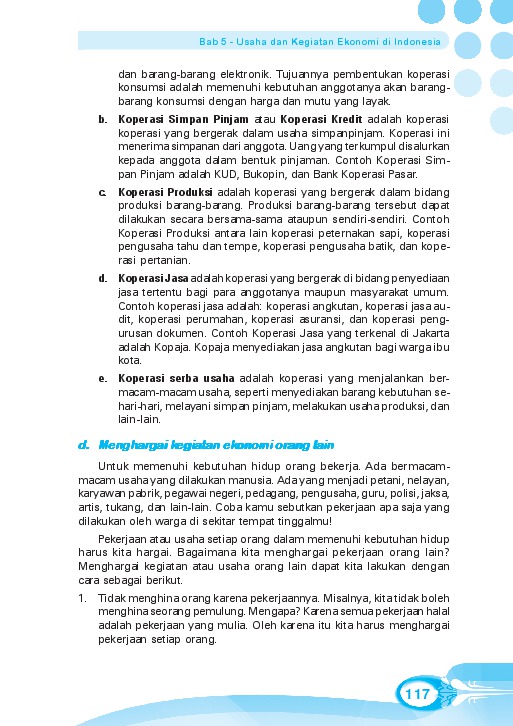 Bab 5 - Usaha dan Kegiatan Ekonomi di Indonesia
dan barang-barang elektronik. Tujuannya pembentukan koperasi
konsumsi adalah memenuhi kebutuhan anggotanya akan barang-
barang konsumsi dengan harga dan mutu yang layak.
b. Koperasi Simpan Pinjam atau Koperasi Kredit adalah koperasi
koperasi yang bergerak dalam usaha simpanpinjam. Koperasi ini
menerima simpanan dari anggota. Uang yang terkumpul disalurkan
kepada anggota dalam bentuk pinjaman. Contoh Koperasi Sim-
pan Pinjam adalah KUD, Bukopin, dan Bank Koperasi Pasar.
c. Koperasi Produksi adalah koperasi yang bergerak dalam bidang
produksi barang-barang. Produksi barang-barang tersebut dapat
dilakukan secara bersama-sama ataupun sendiri-sendiri. Contoh
Koperasi Produksi antara lain koperasi peternakan sapi, koperasi
pengusaha tahu dan tempe, koperasi pengusaha batik, dan kope-
rasi pertanian.
d. Koperasi Jasa adalah koperasi yang bergerak di bidang penyediaan
jasa tertentu bagi para anggotanya maupun masyarakat umum.
Contoh koperasi jasa adalah: koperasi angkutan, koperasi jasa au-
dit, koperasi perumahan, koperasi asuransi, dan koperasi peng-
urusan dokumen. Contoh Koperasi Jasa yang terkenal di Jakarta
adalah Kopaja. Kopaja menyediakan jasa angkutan bagi warga ibu
kota.
e. Koperasi serba usaha adalah koperasi yang menjalankan ber-
macam-macam usaha, seperti menyediakan barang kebutuhan se-
hari-hari, melayani simpan pinjam, melakukan usaha produksi, dan
lain-lain.
d. Menghargai kegiatan ekonomi orang lain
Untuk memenuhi kebutuhan hidup orang bekerja. Ada bermacam-
macam usaha yang dilakukan manusia. Ada yang menjadi petani, nelayan,
karyawan pabrik, pegawai negeri, pedagang, pengusaha, guru, polisi, jaksa,
artis, tukang, dan lain-lain. Coba kamu sebutkan pekerjaan apa saja yang
dilakukan oleh warga di sekitar tempat tinggalmu!
Pekerjaan atau usaha setiap orang dalam memenuhi kebutuhan hidup
harus kita hargai. Bagaimana kita menghargai pekerjaan orang lain?
Menghargai kegiatan atau usaha orang lain dapat kita lakukan dengan
cara sebagai berikut.
1. Tidak menghina orang karena pekerjaannya. Misalnya, kita tidak boleh
menghina seorang pemulung. Mengapa? Karena semua pekerjaan halal
adalah pekerjaan yang mulia. Oleh karena itu kita harus menghargai
pekerjaan setiap orang.
117